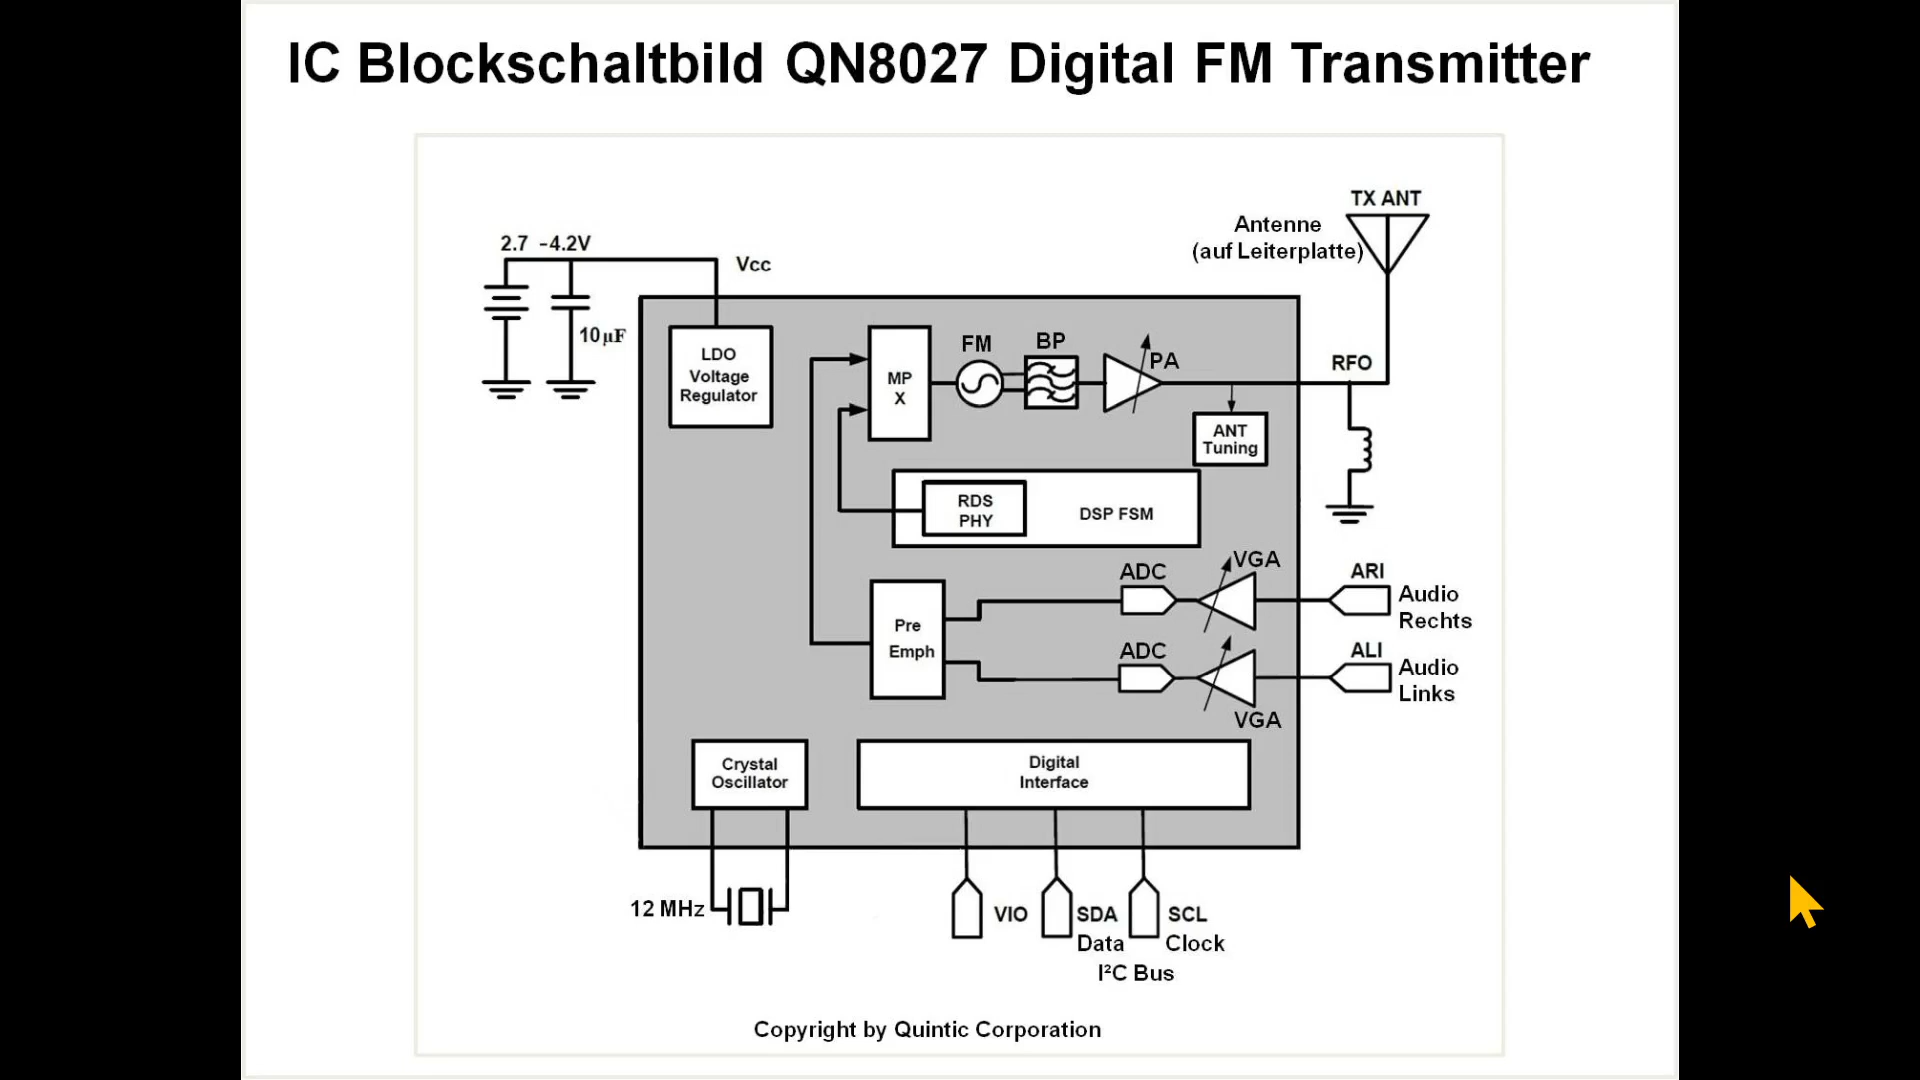 IC Blockschaltbild QN8027 Digital FM Transmitter
TX ANT
Antenne
(auf Leiterplatte)
2.7 -4.2V
Vcc
10 µF
LDO
Voltage
Regulator
MP
X
FM
BP
PA
RFO
ANT
Tuning
RDS
PHY
DSP FSM
VGA
ADC
ARI
Audio
Rechts
Pre
Emph
ADC
ALI
Audio
Links
VGA
Crystal
Oscillator
Digital
Interface
12 MHz
VIO
SDA
Data
SCL
Clock
I²C Bus
Copyright by Quintic Corporation